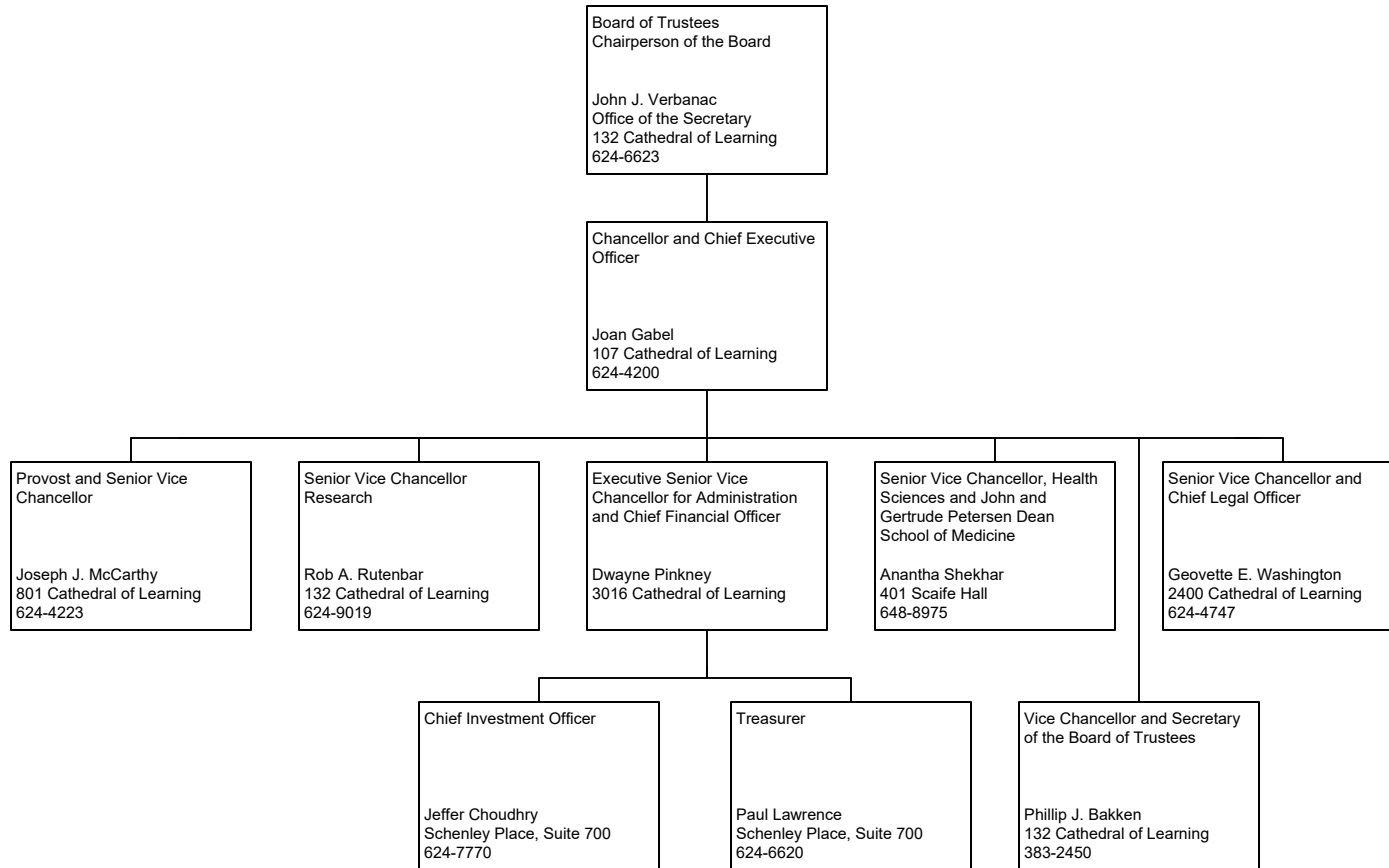 Board of Trustees
Chairperson of the Board
John J. Verbanac
Office of the Secretary
132 Cathedral of Learning
624-6623
Chancellor and Chief Executive
Officer
Joan Gabel
107 Cathedral of Learning
624-4200
Provost and Senior Vice
Chancellor
Joseph J. McCarthy
801 Cathedral of Learning
624-4223
Senior Vice Chancellor
Research
Rob A. Rutenbar
132 Cathedral of Learning
624-9019
Executive Senior Vice
Chancellor for Administration
and Chief Financial Officer
Dwayne Pinkney
3016 Cathedral of Learning
Senior Vice Chancellor, Health
Sciences and John and
Gertrude Petersen Dean
School of Medicine
Anantha Shekhar
401 Scaife Hall
648-8975
Senior Vice Chancellor and
Chief Legal Officer
Geovette E. Washington
2400 Cathedral of Learning
624-4747
Chief Investment Officer
Jeffer Choudhry
Schenley Place, Suite 700
624-7770
Treasurer
Paul Lawrence
Schenley Place, Suite 700
624-6620
Vice Chancellor and Secretary
of the Board of Trustees
Phillip J. Bakken
132 Cathedral of Learning
383-2450